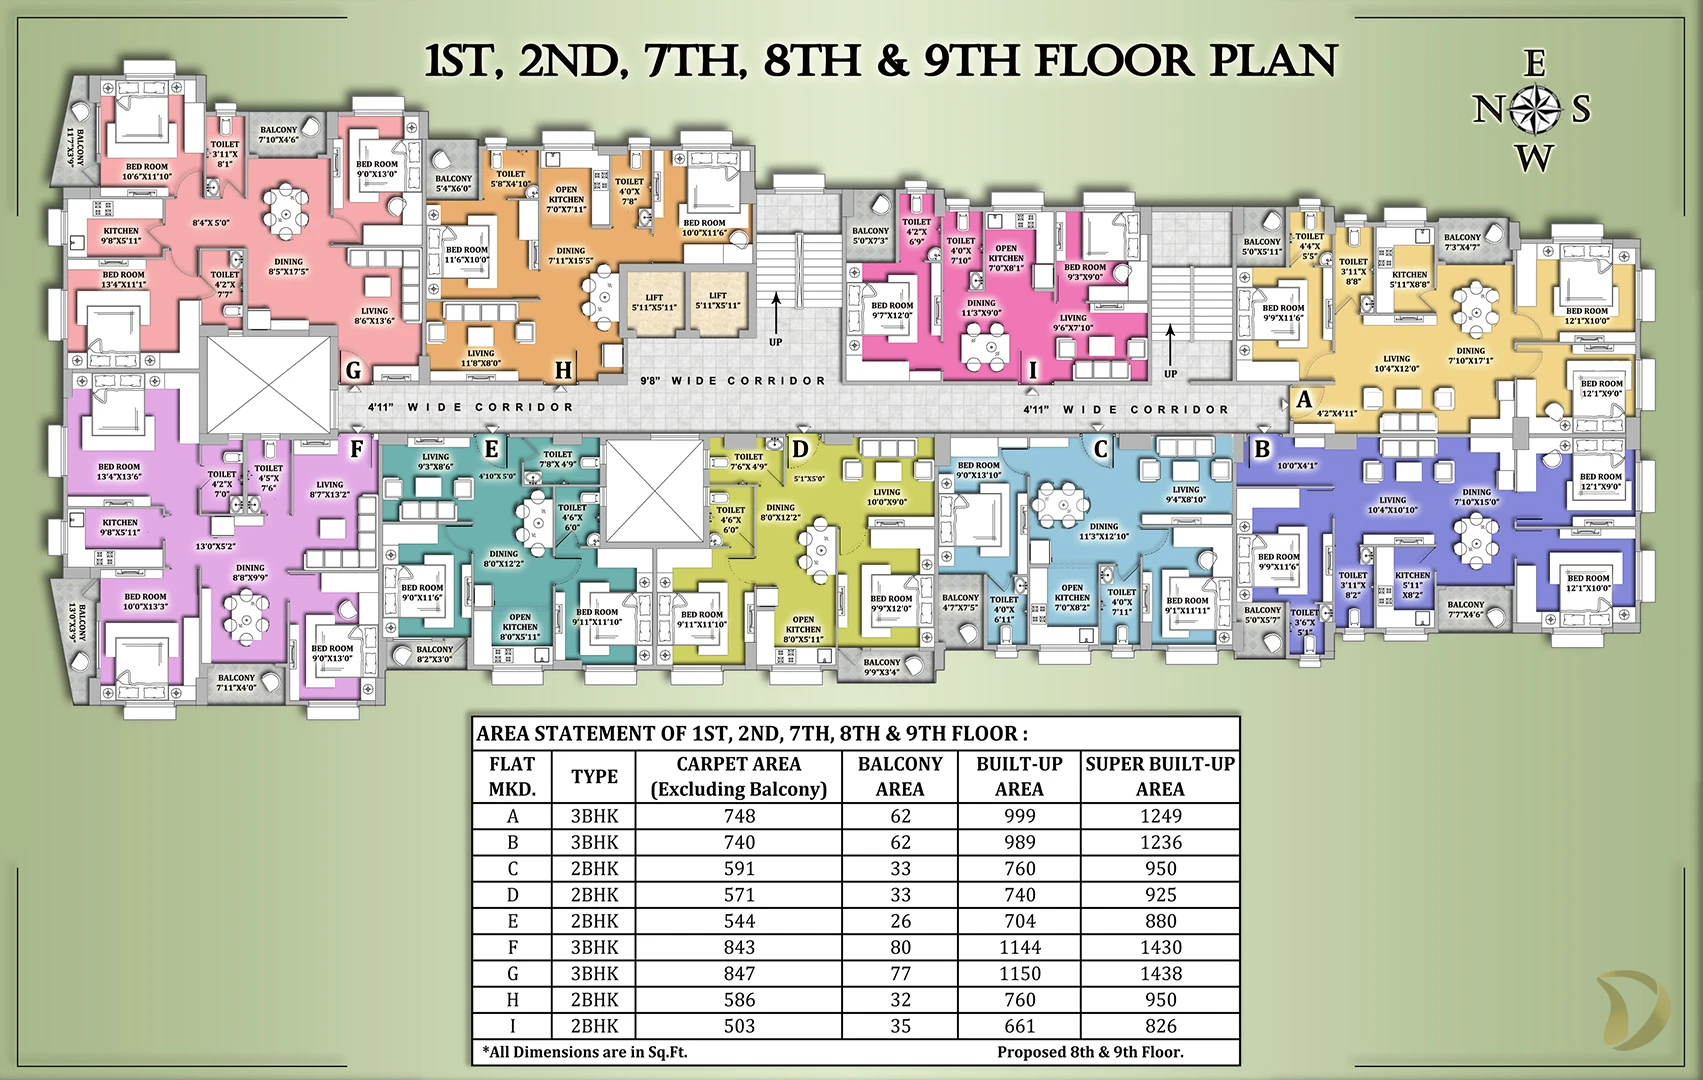 1ST, 2ND, 7TH, 8TH & 9TH FLOOR PLAN
E
N S
W
BALCONY
11'7"X3'9"
BED ROOM
10'6"X11'10"
TOILET
3'11"X
8'1"
BALCONY
7'10"X4'6"
BED ROOM
9'0"X13'0"
KITCHEN
9'8"X5'11"
8'4"X 5'0"
DINING
8'5"X17'5"
BED ROOM
13'4"X11'1"
TOILET
4'2"X
7'7"
LIVING
8'6"X13'6"
G
BALCONY
5'4"X6'0"
TOILET
5'8"X4'10"
OPEN
KITCHEN
7'0"X7'11"
TOILET
4'0"X
7'8"
BED ROOM
10'0"X11'6"
BED ROOM
11'6"X10'0"
DINING
7'11"X15'5"
LIVING
11'8"X8'0"
H
LIFT
5'11"X5'11"
LIFT
5'11"X5'11"
UP
BALCONY
5'0"X7'3"
TOILET
4'2"X
6'9"
TOILET
4'0"X
7'10"
OPEN
KITCHEN
7'0"X8'1"
BED ROOM
9'3"X9'0"
BED ROOM
9'7"X12'0"
DINING
11'3"X9'0"
LIVING
9'6"X7'10"
I
UP
BALCONY
5'0"X5'11"
TOILET
4'4"X
5'5"
TOILET
3'11"X
8'8"
KITCHEN
5'11"X8'8"
BALCONY
7'3"X4'7"
BED ROOM
12'1"X10'0"
BED ROOM
9'9"X11'6"
LIVING
10'4"X12'0"
DINING
7'10"X17'1"
BED ROOM
12'1"X9'0"
A
4'2"X4'11"
9'8" WIDE CORRIDOR
4'11" WIDE CORRIDOR
4'11" WIDE CORRIDOR
F
BED ROOM
13'4"X13'6"
TOILET
4'2"X
7'0"
TOILET
4'5"X
7'6"
LIVING
8'7"X13'2"
KITCHEN
9'8"X5'11"
13'0"X5'2"
DINING
8'8"X9'9"
BED ROOM
10'0"X13'3"
BALCONY
13'0"X3'9"
BED ROOM
9'0"X13'0"
BALCONY
7'11"X4'0"
E
LIVING
9'3"X8'6"
4'10"X 5'0"
TOILET
7'8"X4'9"
TOILET
4'6"X
6'0"
DINING
8'0"X12'2"
BED ROOM
9'0"X11'6"
OPEN
KITCHEN
8'0"X5'11"
BED ROOM
9'11"X11'10"
BALCONY
8'2"X3'0"
D
TOILET
7'6"X4'9"
5'1"X5'0"
TOILET
4'6"X
6'0"
DINING
8'0"X12'2"
LIVING
10'0"X9'0"
BED ROOM
9'11"X11'10"
OPEN
KITCHEN
8'0"X5'11"
BED ROOM
9'9"X12'0"
BALCONY
9'9"X3'4"
C
BED ROOM
9'0"X13'10"
LIVING
9'4"X8'10"
DINING
11'3"X12'10"
BALCONY
4'7"X7'5"
TOILET
4'0"X
6'11"
OPEN
KITCHEN
7'0"X8'2"
TOILET
4'0"X
7'11"
BED ROOM
9'1"X11'11"
B
10'0"X4'1"
LIVING
10'4"X10'10"
DINING
7'10"X15'0"
BED ROOM
12'1"X9'0"
BED ROOM
9'9"X11'6"
TOILET
3'11"X
8'2"
KITCHEN
5'11"
X8'2"
BED ROOM
12'1"X10'0"
BALCONY
5'0"X5'7"
TOILET
3'6"X
5'1"
BALCONY
7'7"X4'6"
AREA STATEMENT OF 1ST, 2ND, 7TH, 8TH & 9TH FLOOR :
FLAT MKD. TYPE CARPET AREA (Excluding Balcony) BALCONY AREA BUILT-UP AREA SUPER BUILT-UP AREA
A 3BHK 748 62 999 1249
B 3BHK 740 62 989 1236
C 2BHK 591 33 760 950
D 2BHK 571 33 740 925
E 2BHK 544 26 704 880
F 3BHK 843 80 1144 1430
G 3BHK 847 77 1150 1438
H 2BHK 586 32 760 950
I 2BHK 503 35 661 826
*All Dimensions are in Sq.Ft. Proposed 8th & 9th Floor.